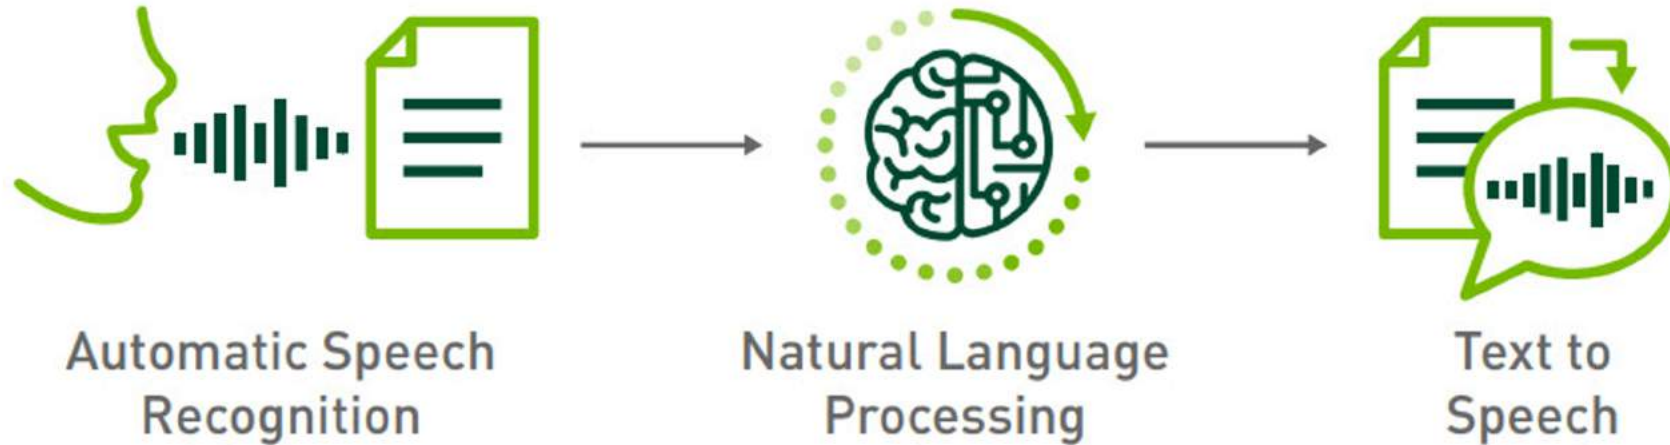 Automatic Speech
Recognition
Natural Language
Processing
Text to
Speech